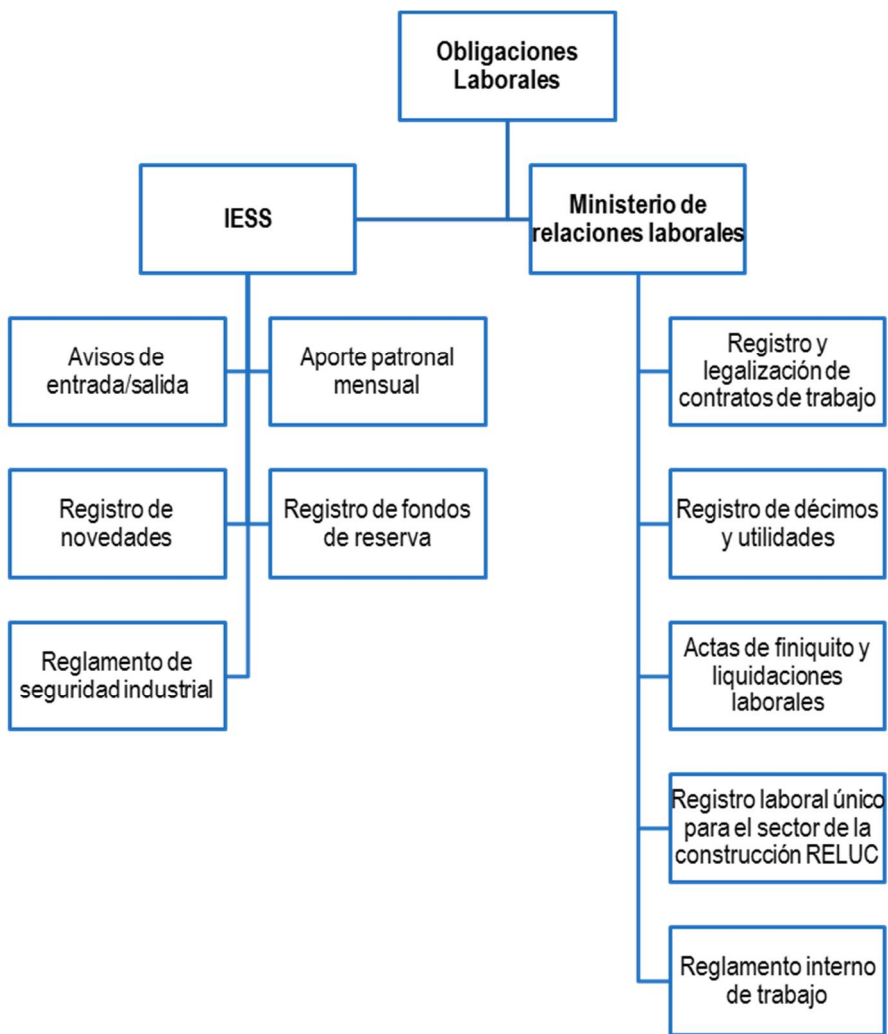 Obligaciones
Laborales
IESS
Ministerio de
relaciones laborales
Avisos de
entrada/salida
Aporte patronal
mensual
Registro de
novedades
Registro de fondos
de reserva
Reglamento de
seguridad industrial
Registro y
legalización de
contratos de trabajo
Registro de décimos
y utilidades
Actas de finiquito y
liquidaciones
laborales
Registro laboral único
para el sector de la
construcción RELUC
Reglamento interno
de trabajo